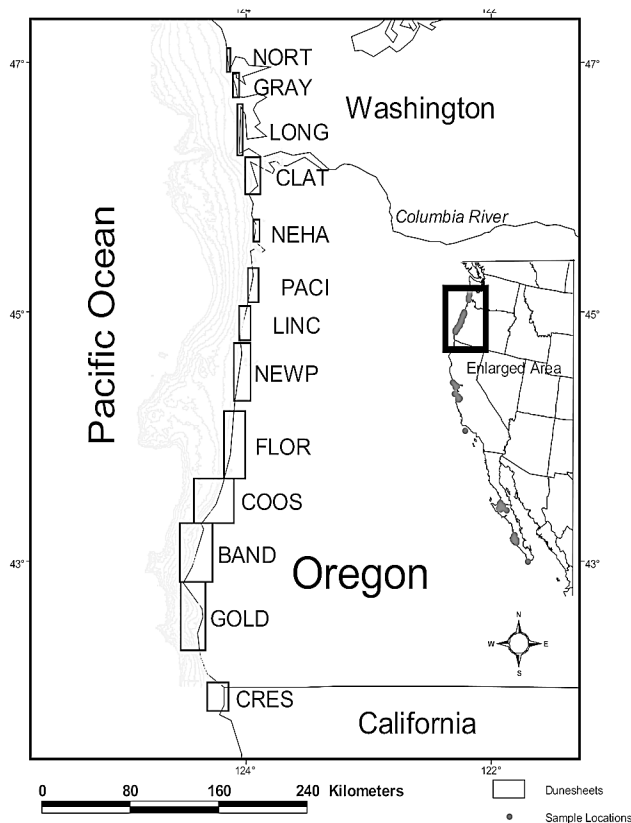 124°
122°
47°
47°
NORT
GRAY
LONG
Washington
CLAT
Columbia River
NEHA
Pacific Ocean
PACI
45°
45°
LINC
Enlarged Area
NEWP
FLOR
COOS
BAND
43°
43°
Oregon
GOLD
N
W
E
S
CRES
California
124°
122°
0
80
160
240
Kilometers
Dunesheets
Sample Locations